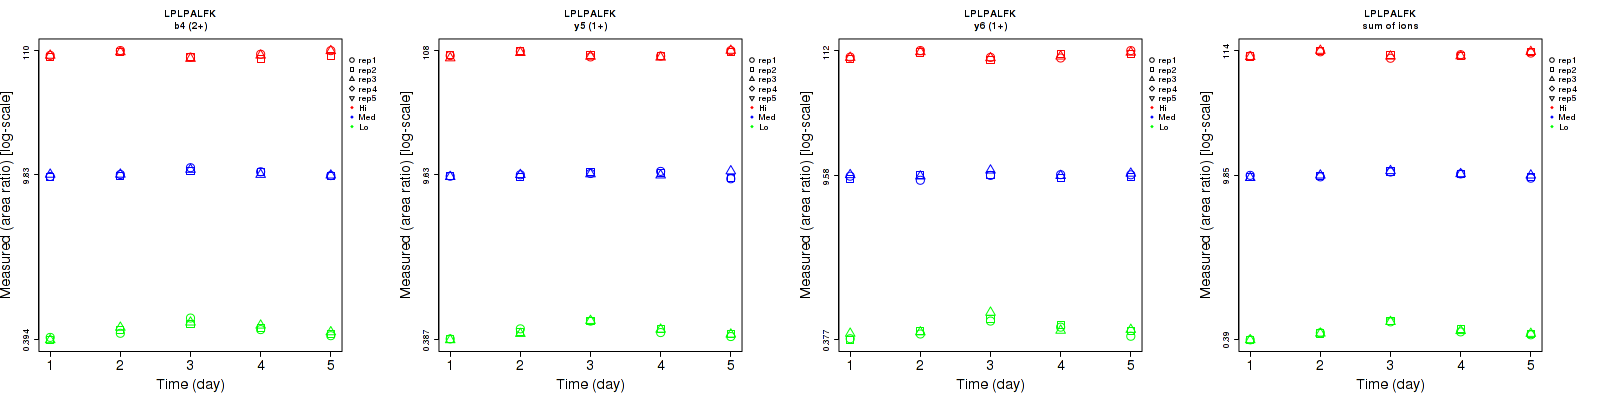 LPLPALFK
b4 (2+)
Measured (area ratio) [log-scale]
110
9.83
0.394
1 2 3 4 5
Time (day)
rep1
rep2
rep3
rep4
rep5
Hi
Med
Lo
LPLPALFK
y5 (1+)
Measured (area ratio) [log-scale]
108
9.63
0.387
1 2 3 4 5
Time (day)
rep1
rep2
rep3
rep4
rep5
Hi
Med
Lo
LPLPALFK
y6 (1+)
Measured (area ratio) [log-scale]
112
9.58
0.377
1 2 3 4 5
Time (day)
rep1
rep2
rep3
rep4
rep5
Hi
Med
Lo
LPLPALFK
sum of ions
Measured (area ratio) [log-scale]
114
9.85
0.39
1 2 3 4 5
Time (day)
rep1
rep2
rep3
rep4
rep5
Hi
Med
Lo